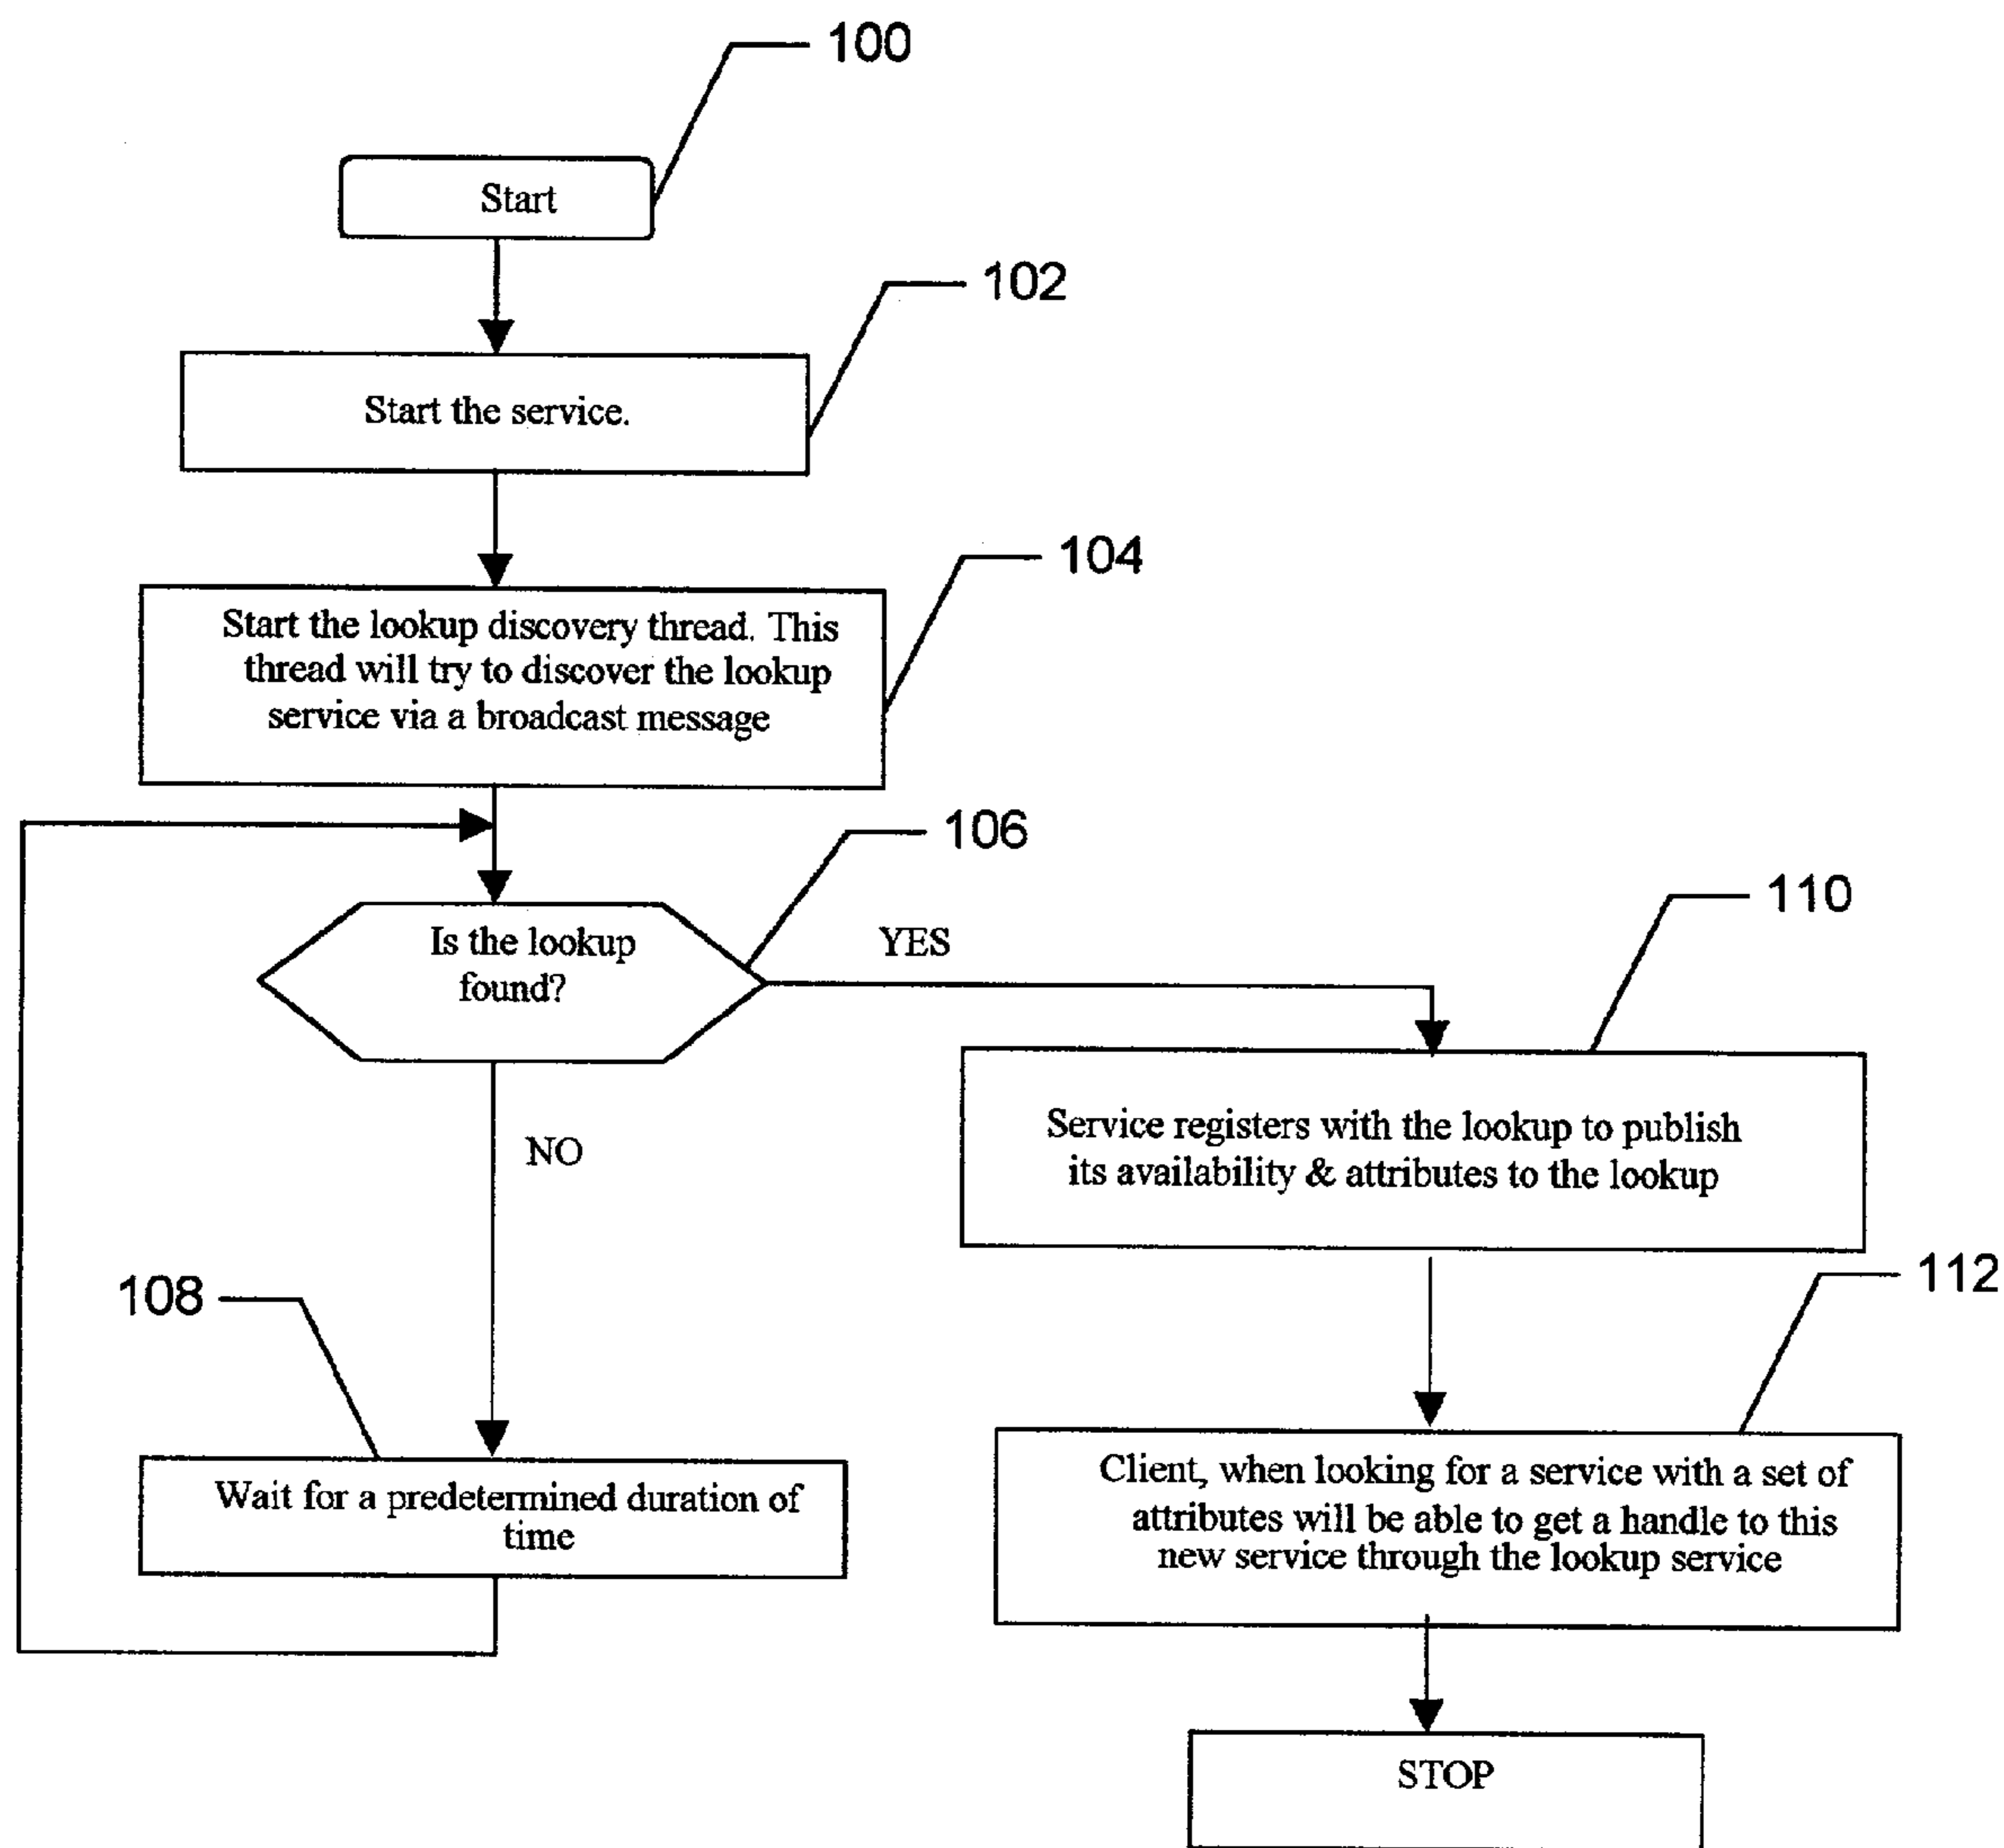 100
Start
102
Start the service.
104
Start the lookup discovery thread. This
thread will try to discover the lookup
service via a broadcast message
106
Is the lookup
found?
YES
110
Service registers with the lookup to publish
its availability & attributes to the lookup
NO
108
Wait for a predetermined duration of
time
112
Client, when looking for a service with a set of
attributes will be able to get a handle to this
new service through the lookup service
STOP